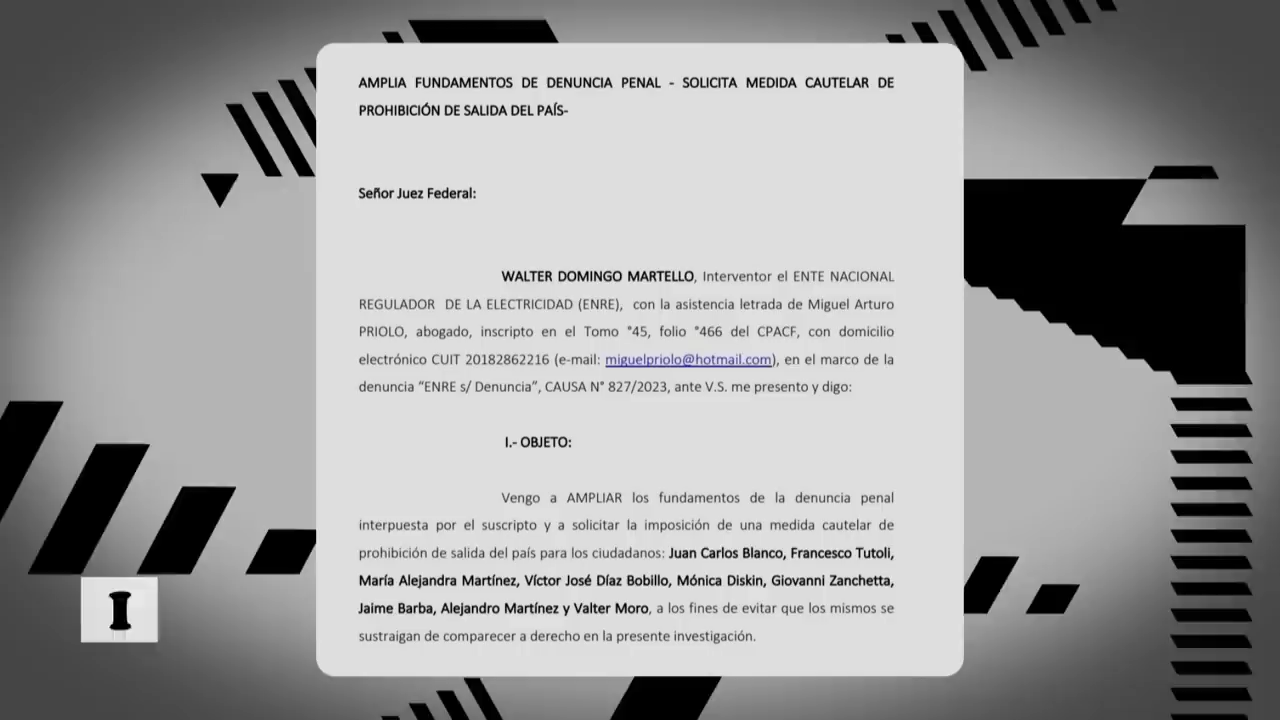 AMPLIA FUNDAMENTOS DE DENUNCIA PENAL - SOLICITA MEDIDA CAUTELAR DE
PROHIBICIÓN DE SALIDA DEL PAÍS-
Señor Juez Federal:
WALTER DOMINGO MARTELLO, Interventor el ENTE NACIONAL
REGULADOR DE LA ELECTRICIDAD (ENRE), con la asistencia letrada de Miguel Arturo
PRIOLO, abogado, inscripto en el Tomo °45, folio °466 del CPACF, con domicilio
electrónico CUIT 20182862216 (e-mail: miguelpriolo@hotmail.com), en el marco de la
denuncia “ENRE s/ Denuncia”, CAUSA N° 827/2023, ante V.S. me presento y digo:
I.- OBJETO:
Vengo a AMPLIAR los fundamentos de la denuncia penal
interpuesta por el suscripto y a solicitar la imposición de una medida cautelar de
prohibición de salida del país para los ciudadanos: Juan Carlos Blanco, Francesco Tutoli,
María Alejandra Martínez, Víctor José Díaz Bobillo, Mónica Diskin, Giovanni Zanchetta,
Jaime Barba, Alejandro Martínez y Valter Moro, a los fines de evitar que los mismos se
sustraigan de comparecer a derecho en la presente investigación.
I